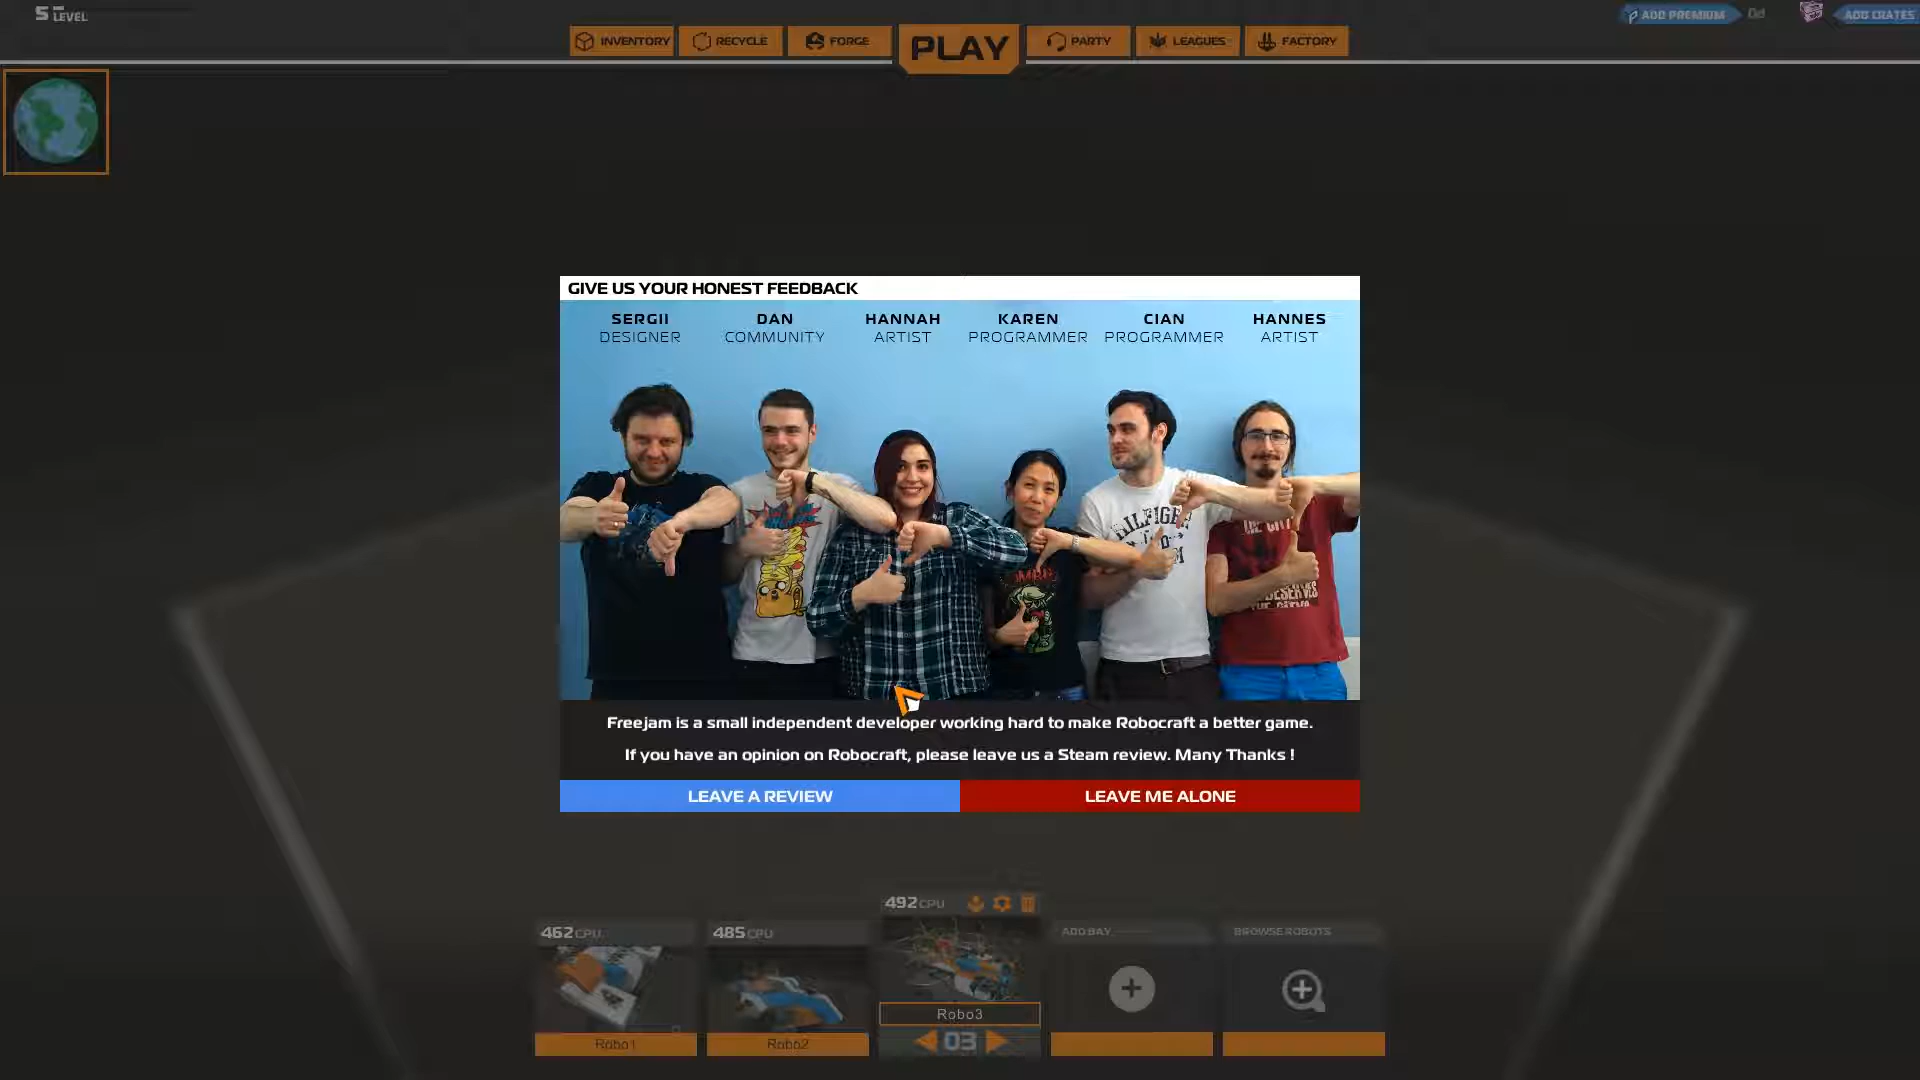 5 LEVEL
ADD PREMIUM 0d ADD CRATES
INVENTORY RECYCLE FORGE PLAY PARTY LEAGUES FACTORY
GIVE US YOUR HONEST FEEDBACK
SERGII DAN HANNAH KAREN CIAN HANNES
DESIGNER COMMUNITY ARTIST PROGRAMMER PROGRAMMER ARTIST
Freejam is a small independent developer working hard to make Robocraft a better game.
If you have an opinion on Robocraft, please leave us a Steam review. Many Thanks !
LEAVE A REVIEW LEAVE ME ALONE
492 CPU
462 CPU 485 CPU ADD BAY BROWSE ROBOTS
Robo3
Robo1 Robo2 03